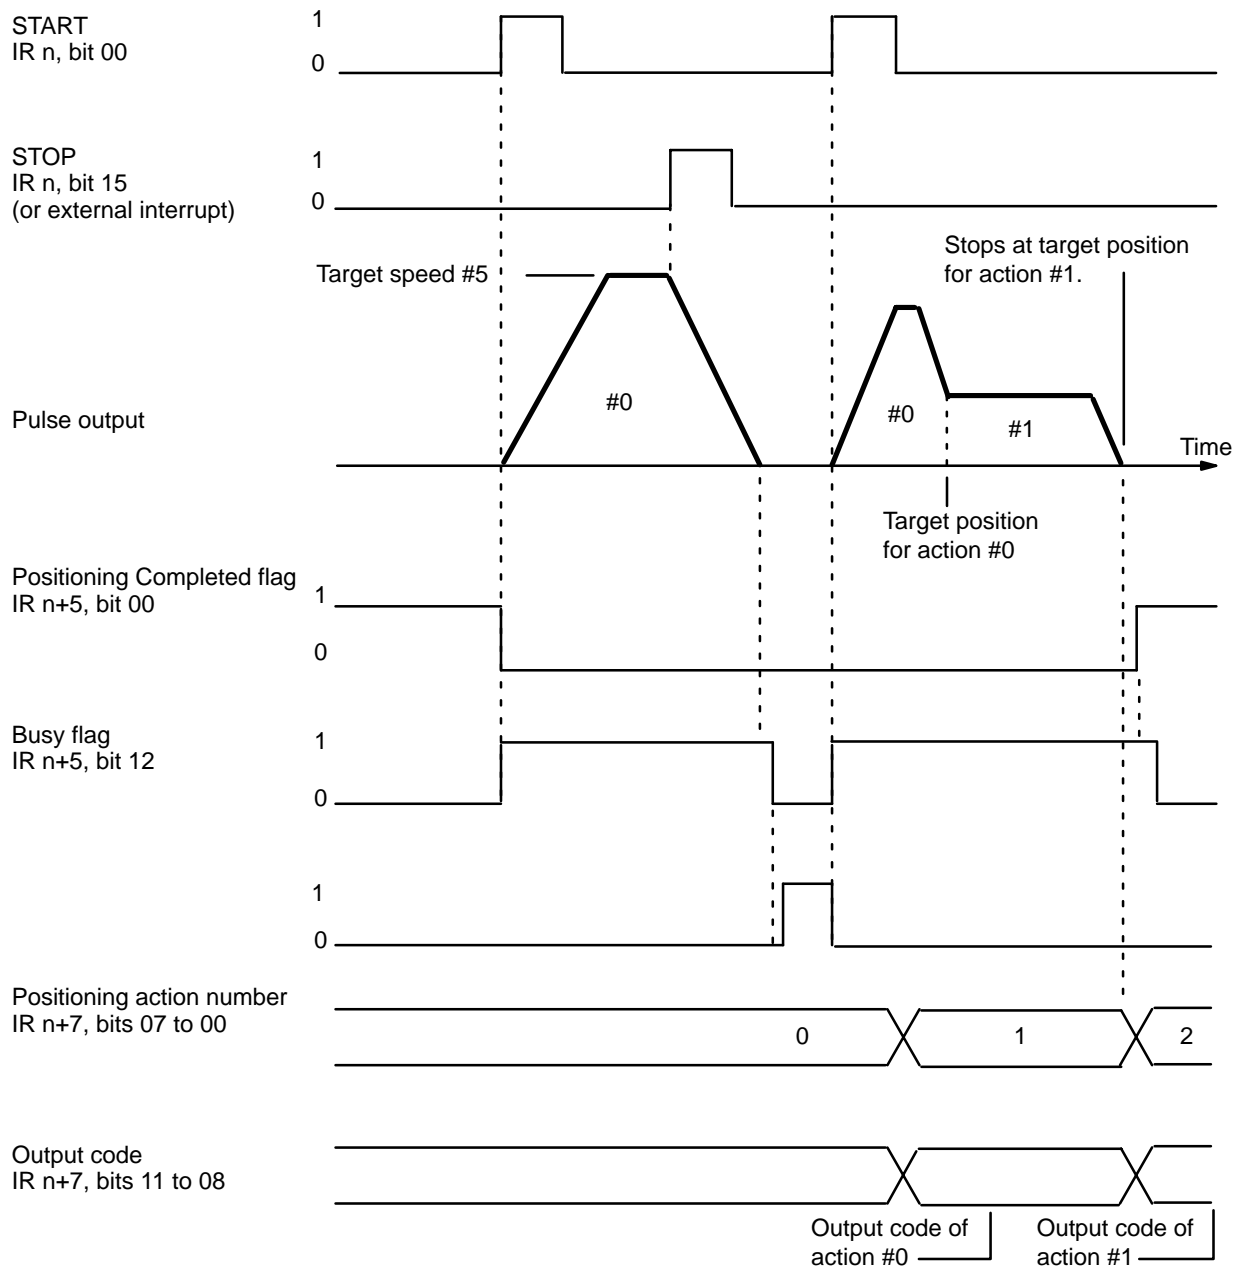 START
IR n, bit 00
1
0
STOP
IR n, bit 15
(or external interrupt)
1
0
Target speed #5
Stops at target position
for action #1.
Pulse output
#0
#0
#1
Time
Target position
for action #0
Positioning Completed flag
IR n+5, bit 00
1
0
Busy flag
IR n+5, bit 12
1
0
1
0
Positioning action number
IR n+7, bits 07 to 00
0
1
2
Output code
IR n+7, bits 11 to 08
Output code of
action #0
Output code of
action #1